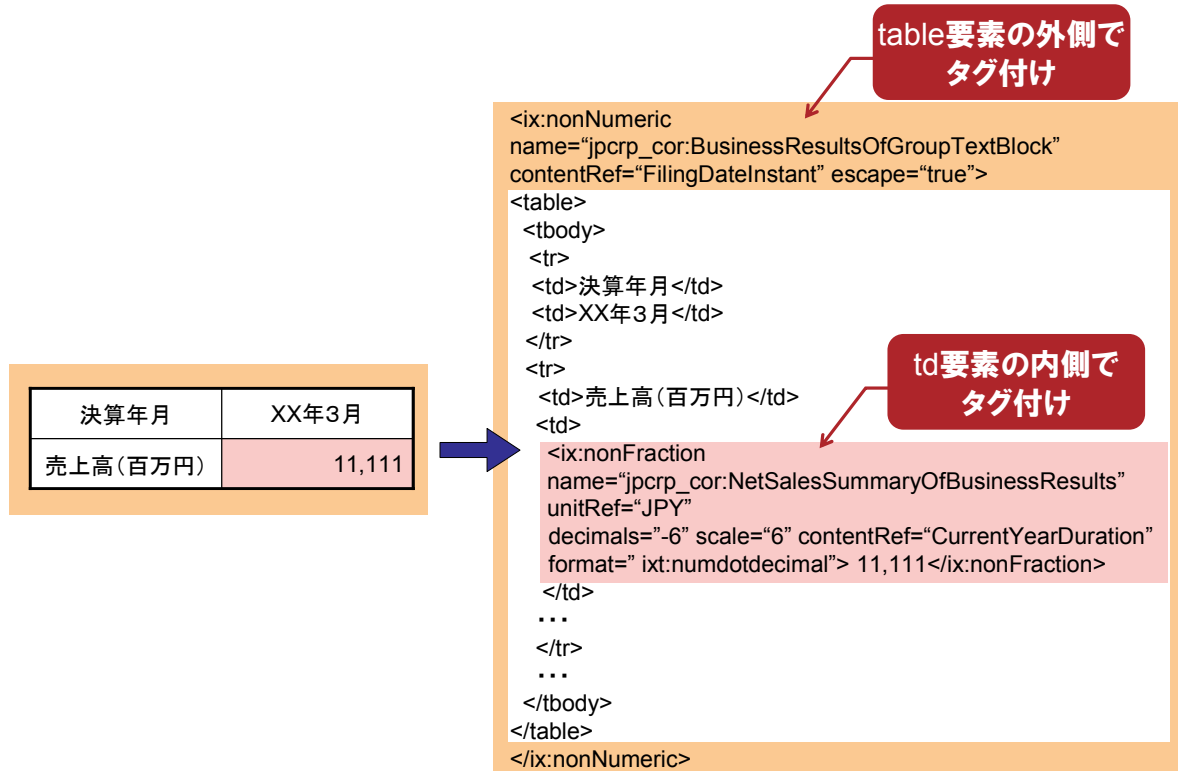 table要素の外側で
タグ付け
<ix:nonNumeric
name=“jpcrp_cor:BusinessResultsOfGroupTextBlock”
contentRef=“FilingDateInstant” escape=“true”>
<table>
<tbody>
<tr>
<td>決算年月</td>
<td>XX年3月</td>
</tr>
<tr>
<td>売上高(百万円)</td>
<td>
td要素の内側で
タグ付け
<ix:nonFraction
name=“jpcrp_cor:NetSalesSummaryOfBusinessResults”
unitRef=“JPY”
decimals=”-6” scale=“6” contentRef=“CurrentYearDuration”
format=” ixt:numdotdecimal”> 11,111</ix:nonFraction>
</td>
・・・
</tr>
・・・
</tbody>
</table>
</ix:nonNumeric>
決算年月 XX年3月
売上高(百万円) 11,111